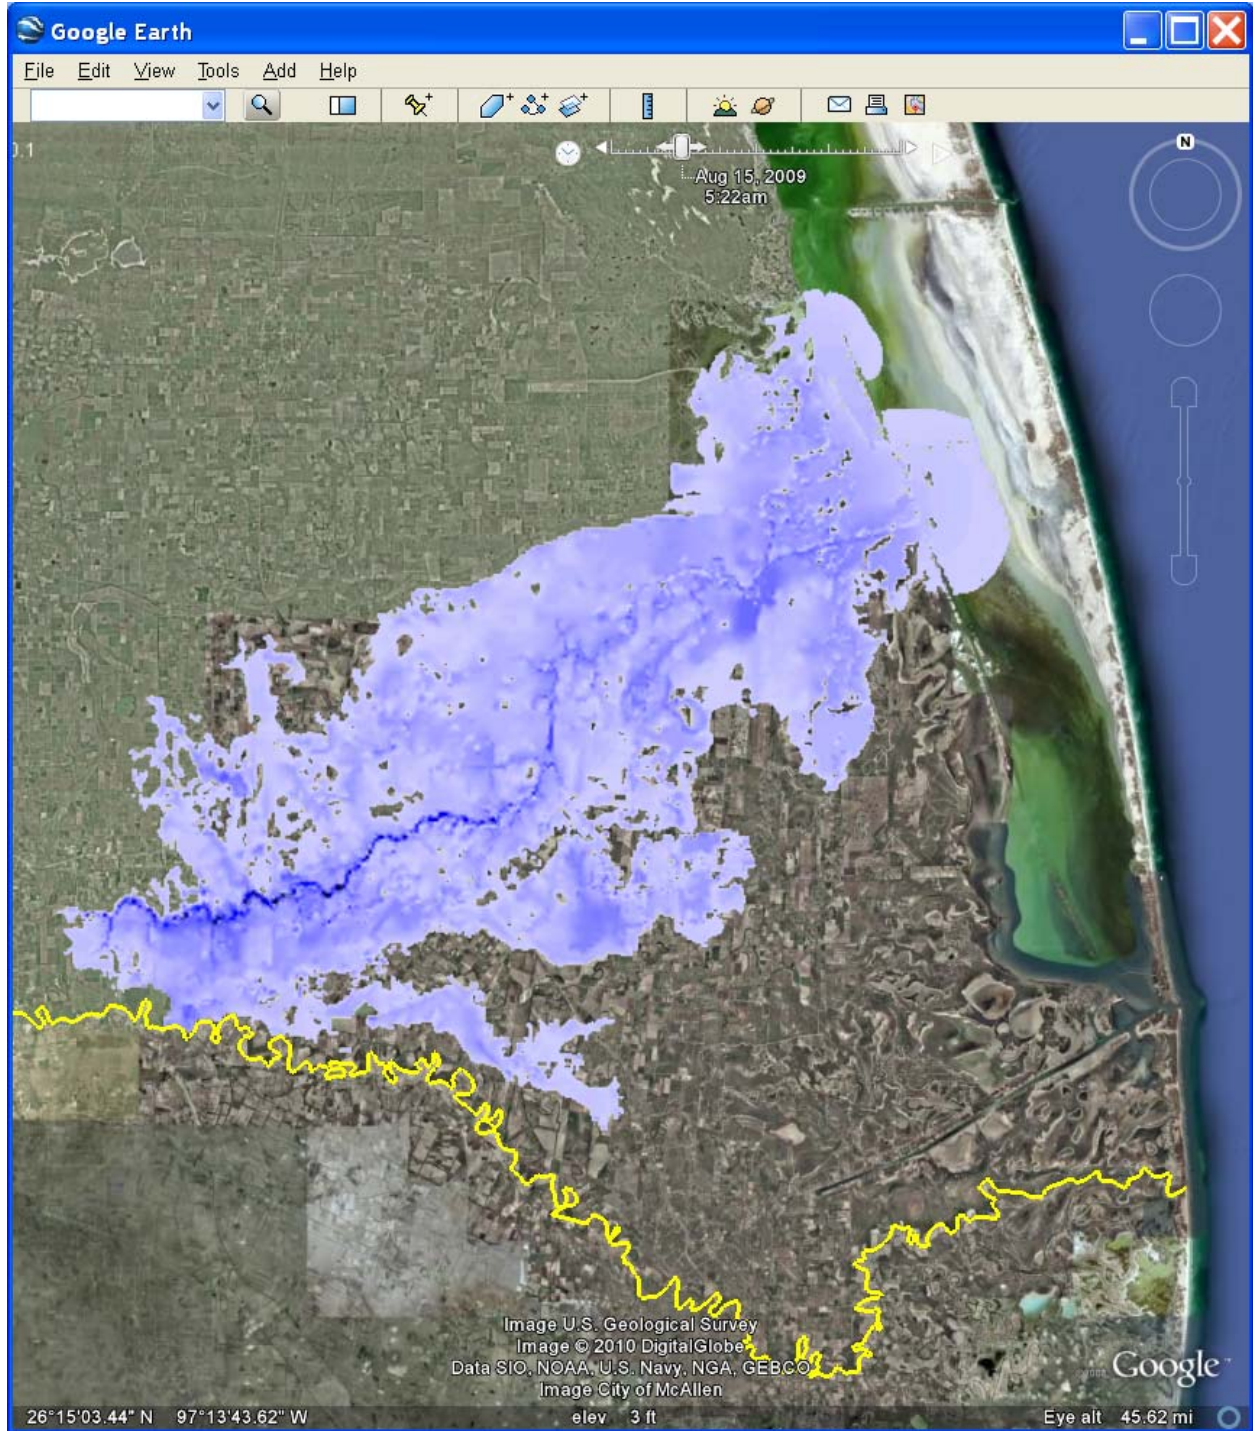 Google Earth
File Edit View Tools Add Help
0.1
N
Aug 15, 2009
5:22am
Image U.S. Geological Survey
Image © 2010 DigitalGlobe
Data SIO, NOAA, U.S. Navy, NGA, GEBCO
Image City of McAllen
Google
26°15'03.44" N 97°13'43.62" W elev 3 ft Eye alt 45.62 mi